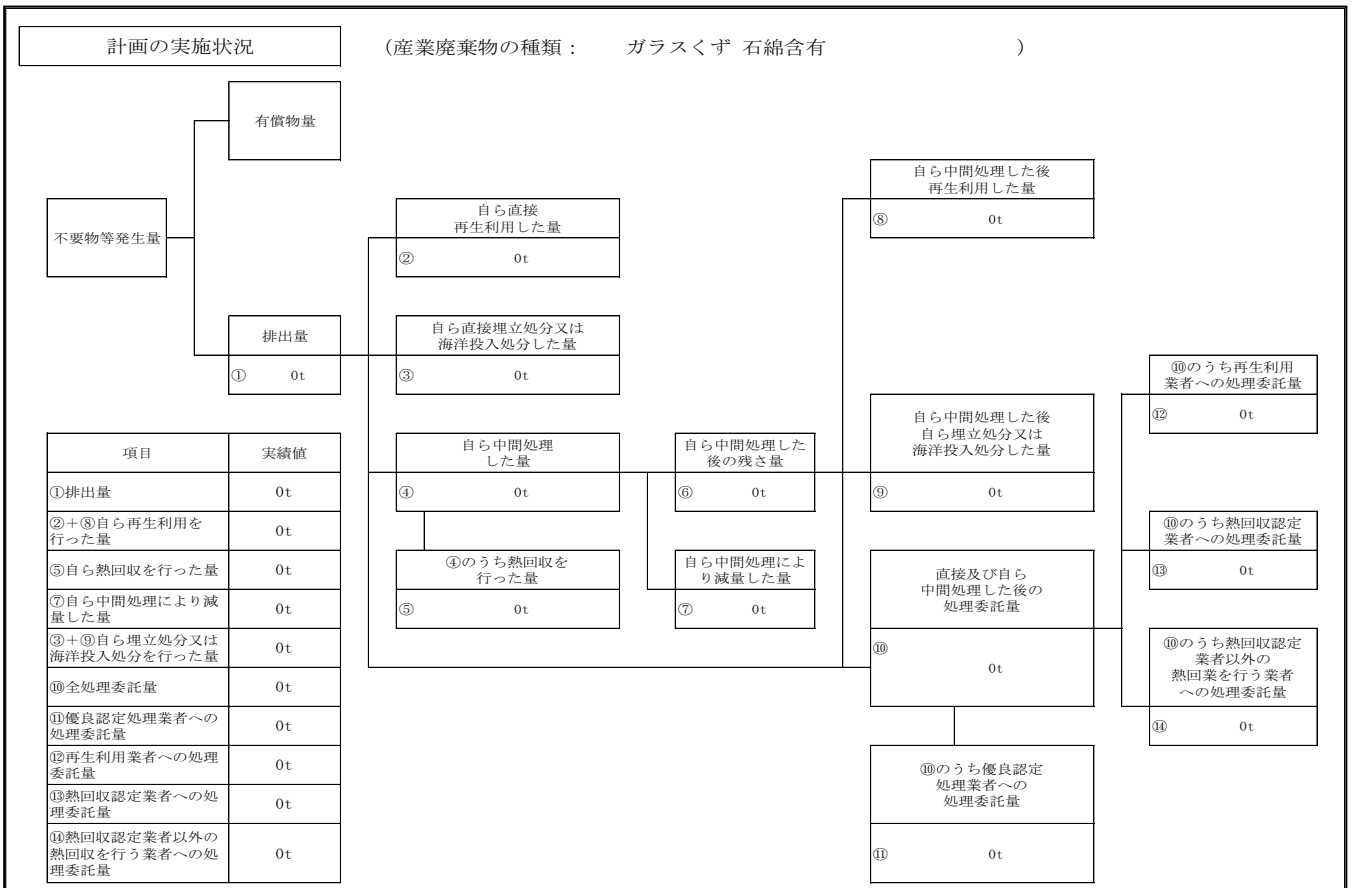 計画の実施状況
(産業廃棄物の種類: ガラスくず 石綿含有 )
有償物量
不要物等発生量
排出量
① 0t
自ら直接
再生利用した量
② 0t
自ら直接埋立処分又は
海洋投入処分した量
③ 0t
自ら中間処理
した量
④ 0t
④のうち熱回収を
行った量
⑤ 0t
自ら中間処理した
後の残さ量
⑥ 0t
自ら中間処理によ
り減量した量
⑦ 0t
自ら中間処理した後
再生利用した量
⑧ 0t
自ら中間処理した後
自ら埋立処分又は
海洋投入処分した量
⑨ 0t
直接及び自ら
中間処理した後の
処理委託量
⑩
0t
⑩のうち優良認定
処理業者への
処理委託量
⑪ 0t
⑩のうち再生利用
業者への処理委託量
⑫ 0t
⑩のうち熱回収認定
業者への処理委託量
⑬ 0t
⑩のうち熱回収認定
業者以外の
熱回業を行う業者
への処理委託量
⑭ 0t
項目 実績値
①排出量 0t
②+⑧自ら再生利用を
行った量 0t
⑤自ら熱回収を行った量 0t
⑦自ら中間処理により減
量した量 0t
③+⑨自ら埋立処分又は
海洋投入処分を行った量 0t
⑩全処理委託量 0t
⑪優良認定処理業者への
処理委託量 0t
⑫再生利用業者への処理
委託量 0t
⑬熱回収認定業者への処
理委託量 0t
⑭熱回収認定業者以外の
熱回収を行う業者への処
理委託量 0t